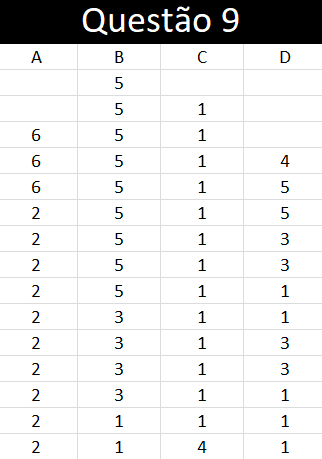 Questão 9
A B C D
5
5 1
6 5 1
6 5 1 4
6 5 1 5
2 5 1 5
2 5 1 3
2 5 1 3
2 5 1 1
2 3 1 1
2 3 1 3
2 3 1 3
2 3 1 1
2 1 1 1
2 1 4 1